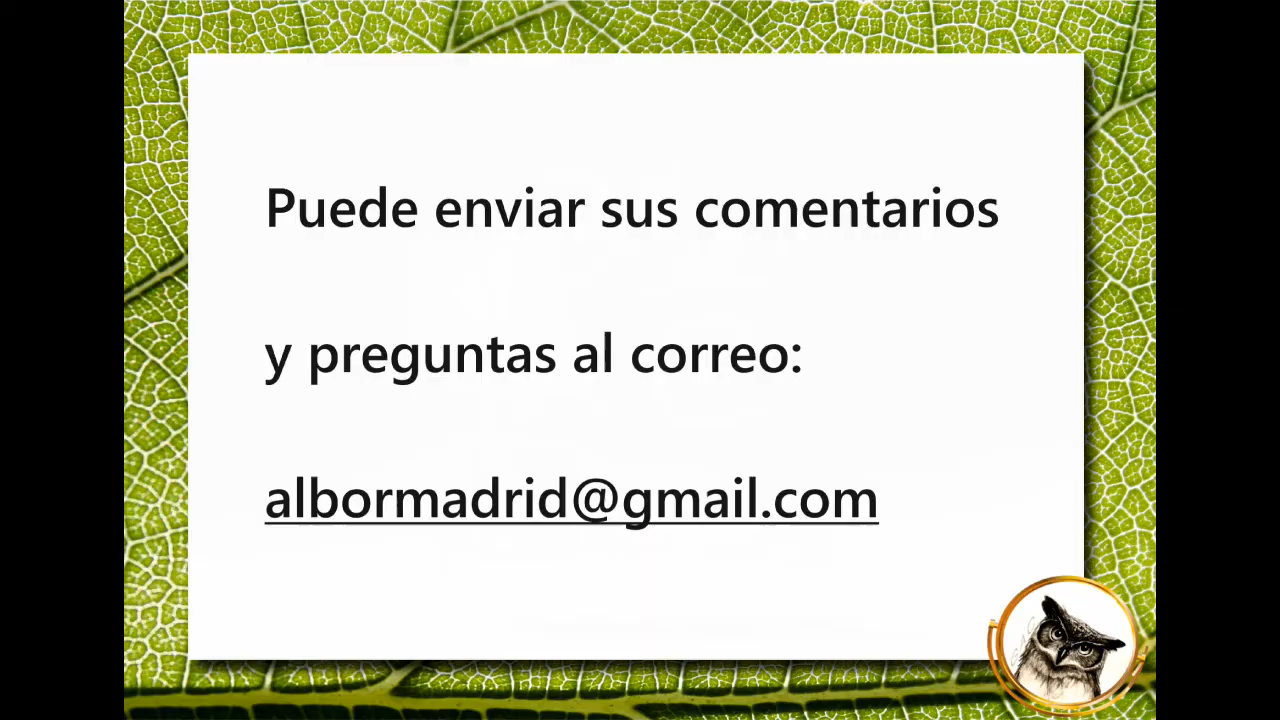 Puede enviar sus comentarios
y preguntas al correo:
albormadrid@gmail.com